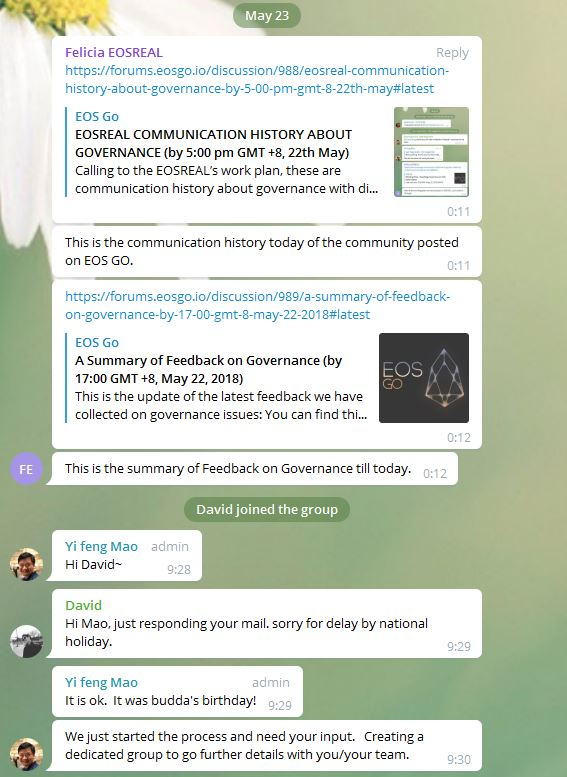 May 23
Felicia EOSREAL Reply
https://forums.eosgo.io/discussion/988/eosreal-communication-
history-about-governance-by-5-00-pm-gmt-8-22th-may#latest
EOS Go
EOSREAL COMMUNICATION HISTORY ABOUT
GOVERNANCE (by 5:00 pm GMT +8, 22th May)
Calling to the EOSREAL’s work plan, these are
communication history about governance with di...
0:11
This is the communication history today of the community posted
on EOS GO.
0:11
https://forums.eosgo.io/discussion/989/a-summary-of-feedback-
on-governance-by-17-00-gmt-8-may-22-2018#latest
EOS Go
A Summary of Feedback on Governance (by
17:00 GMT +8, May 22, 2018)
This is the update of the latest feedback we have
collected on governance issues: You can find thi...
EOS
GO
0:12
FE
This is the summary of Feedback on Governance till today. 0:12
David joined the group
Yi feng Mao admin
Hi David~
9:28
David
Hi Mao, just responding your mail. sorry for delay by national
holiday.
9:29
Yi feng Mao admin
It is ok.  It was budda's birthday! 9:29
We just started the process and need your input.   Creating a
dedicated group to go further details with you/your team.
9:30